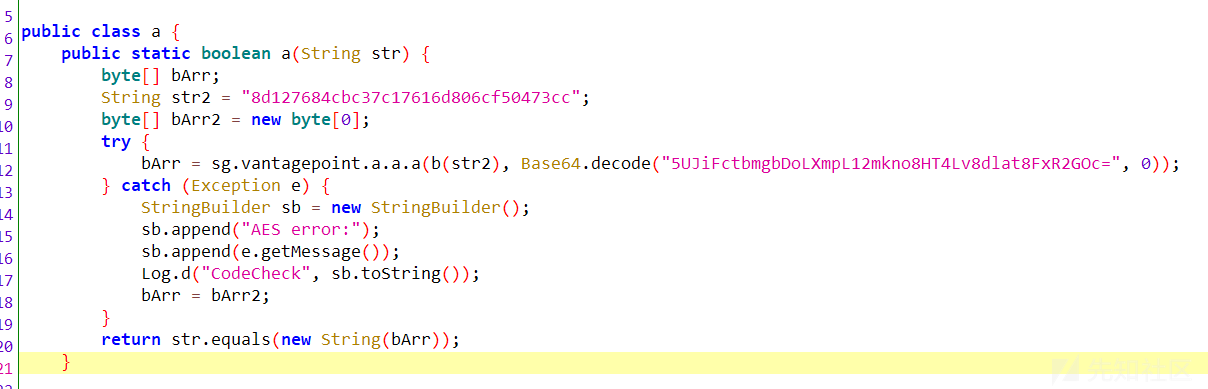 5
6 public class a {
7 public static boolean a(String str) {
8 byte[] bArr;
9 String str2 = "8d127684cbc37c17616d806cf50473cc";
10 byte[] bArr2 = new byte[0];
11 try {
12 bArr = sg.vantagepoint.a.a.a(b(str2), Base64.decode("5UJiFctbmgbDoLXmpL12mkno8HT4Lv8dlat8FxR2GOc=", 0));
13 } catch (Exception e) {
14 StringBuilder sb = new StringBuilder();
15 sb.append("AES error:");
16 sb.append(e.getMessage());
17 Log.d("CodeCheck", sb.toString());
18 bArr = bArr2;
19 }
20 return str.equals(new String(bArr));
21 }
先知社区